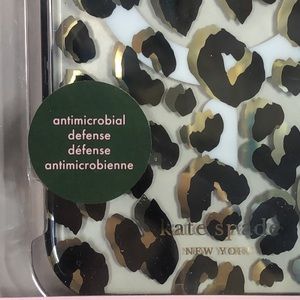 antimicrobial
defense
défense
antimicrobienne
kate spade
NEW YORK